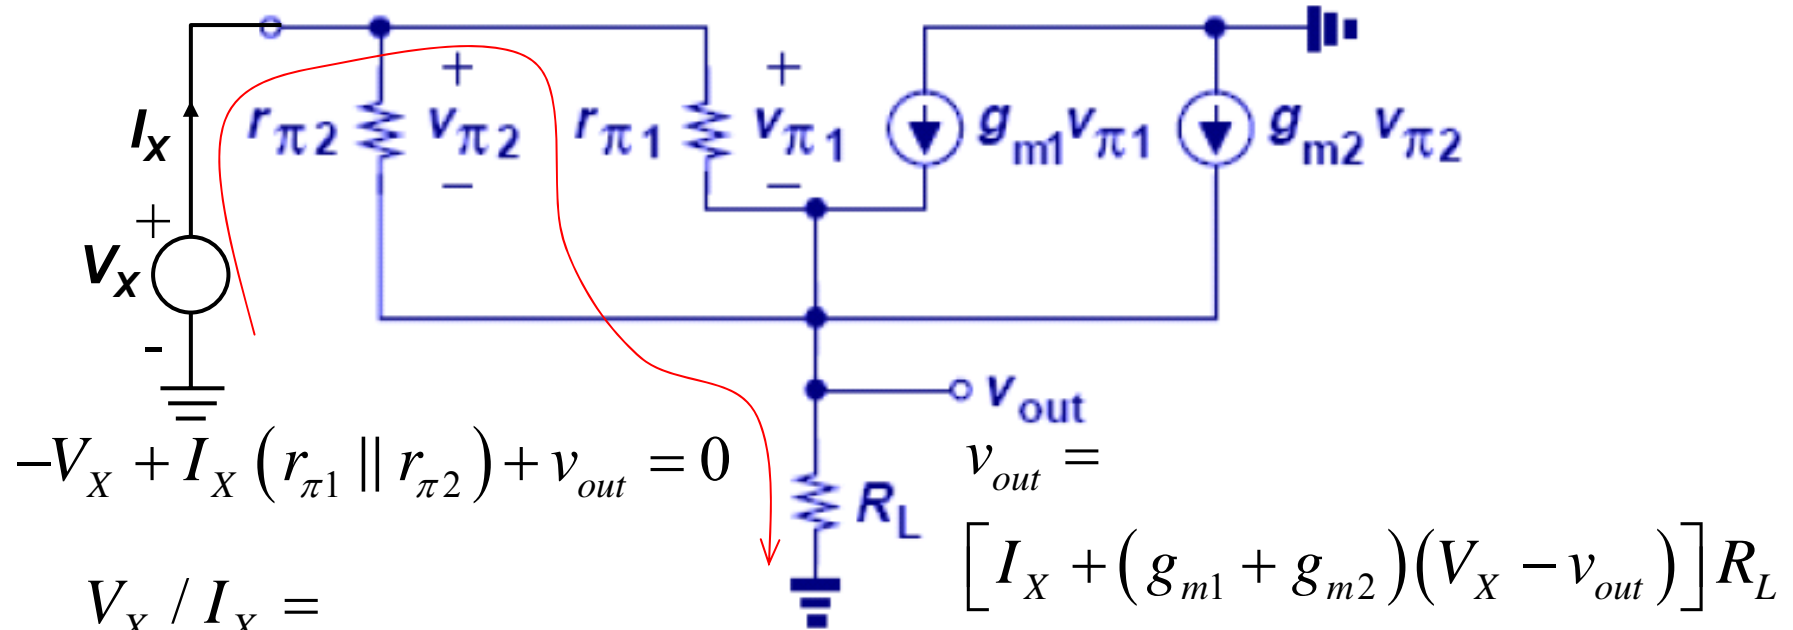 I_X
r_π2
+
v_π2
−
r_π1
+
v_π1
−
g_m1 v_π1
g_m2 v_π2
+
V_X
-
v_out
−V_X + I_X (r_π1 || r_π2) + v_out = 0
v_out =
R_L
[I_X + (g_m1 + g_m2)(V_X − v_out)] R_L
V_X / I_X =